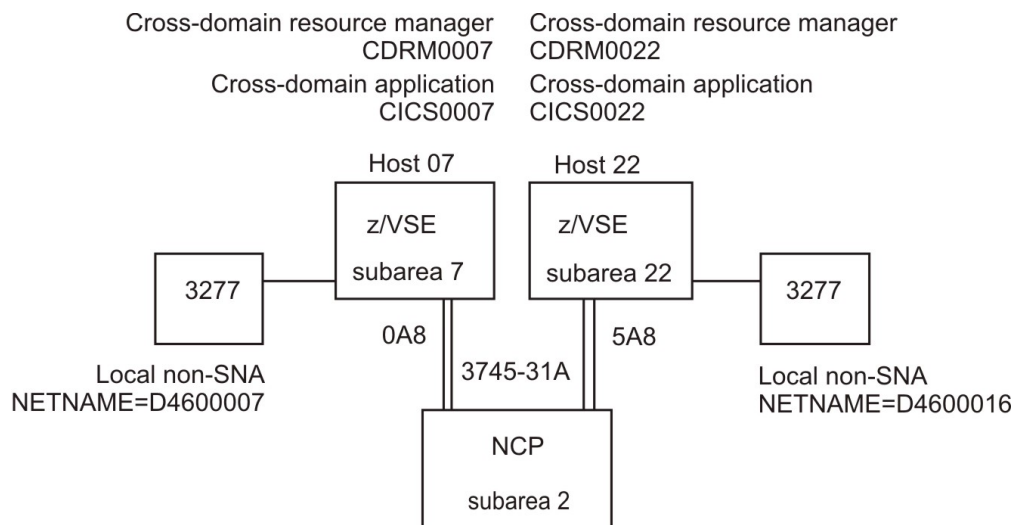 Cross-domain resource manager
CDRM0007
Cross-domain application
CICS0007
Cross-domain resource manager
CDRM0022
Cross-domain application
CICS0022
Host 07
Host 22
z/VSE
subarea 7
z/VSE
subarea 22
3277
3277
0A8
5A8
3745-31A
Local non-SNA
NETNAME=D4600007
Local non-SNA
NETNAME=D4600016
NCP
subarea 2